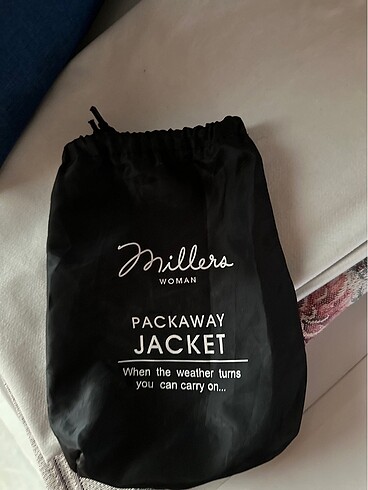 Millers
WOMAN
PACKAWAY
JACKET
When the weather turns
you can carry on...